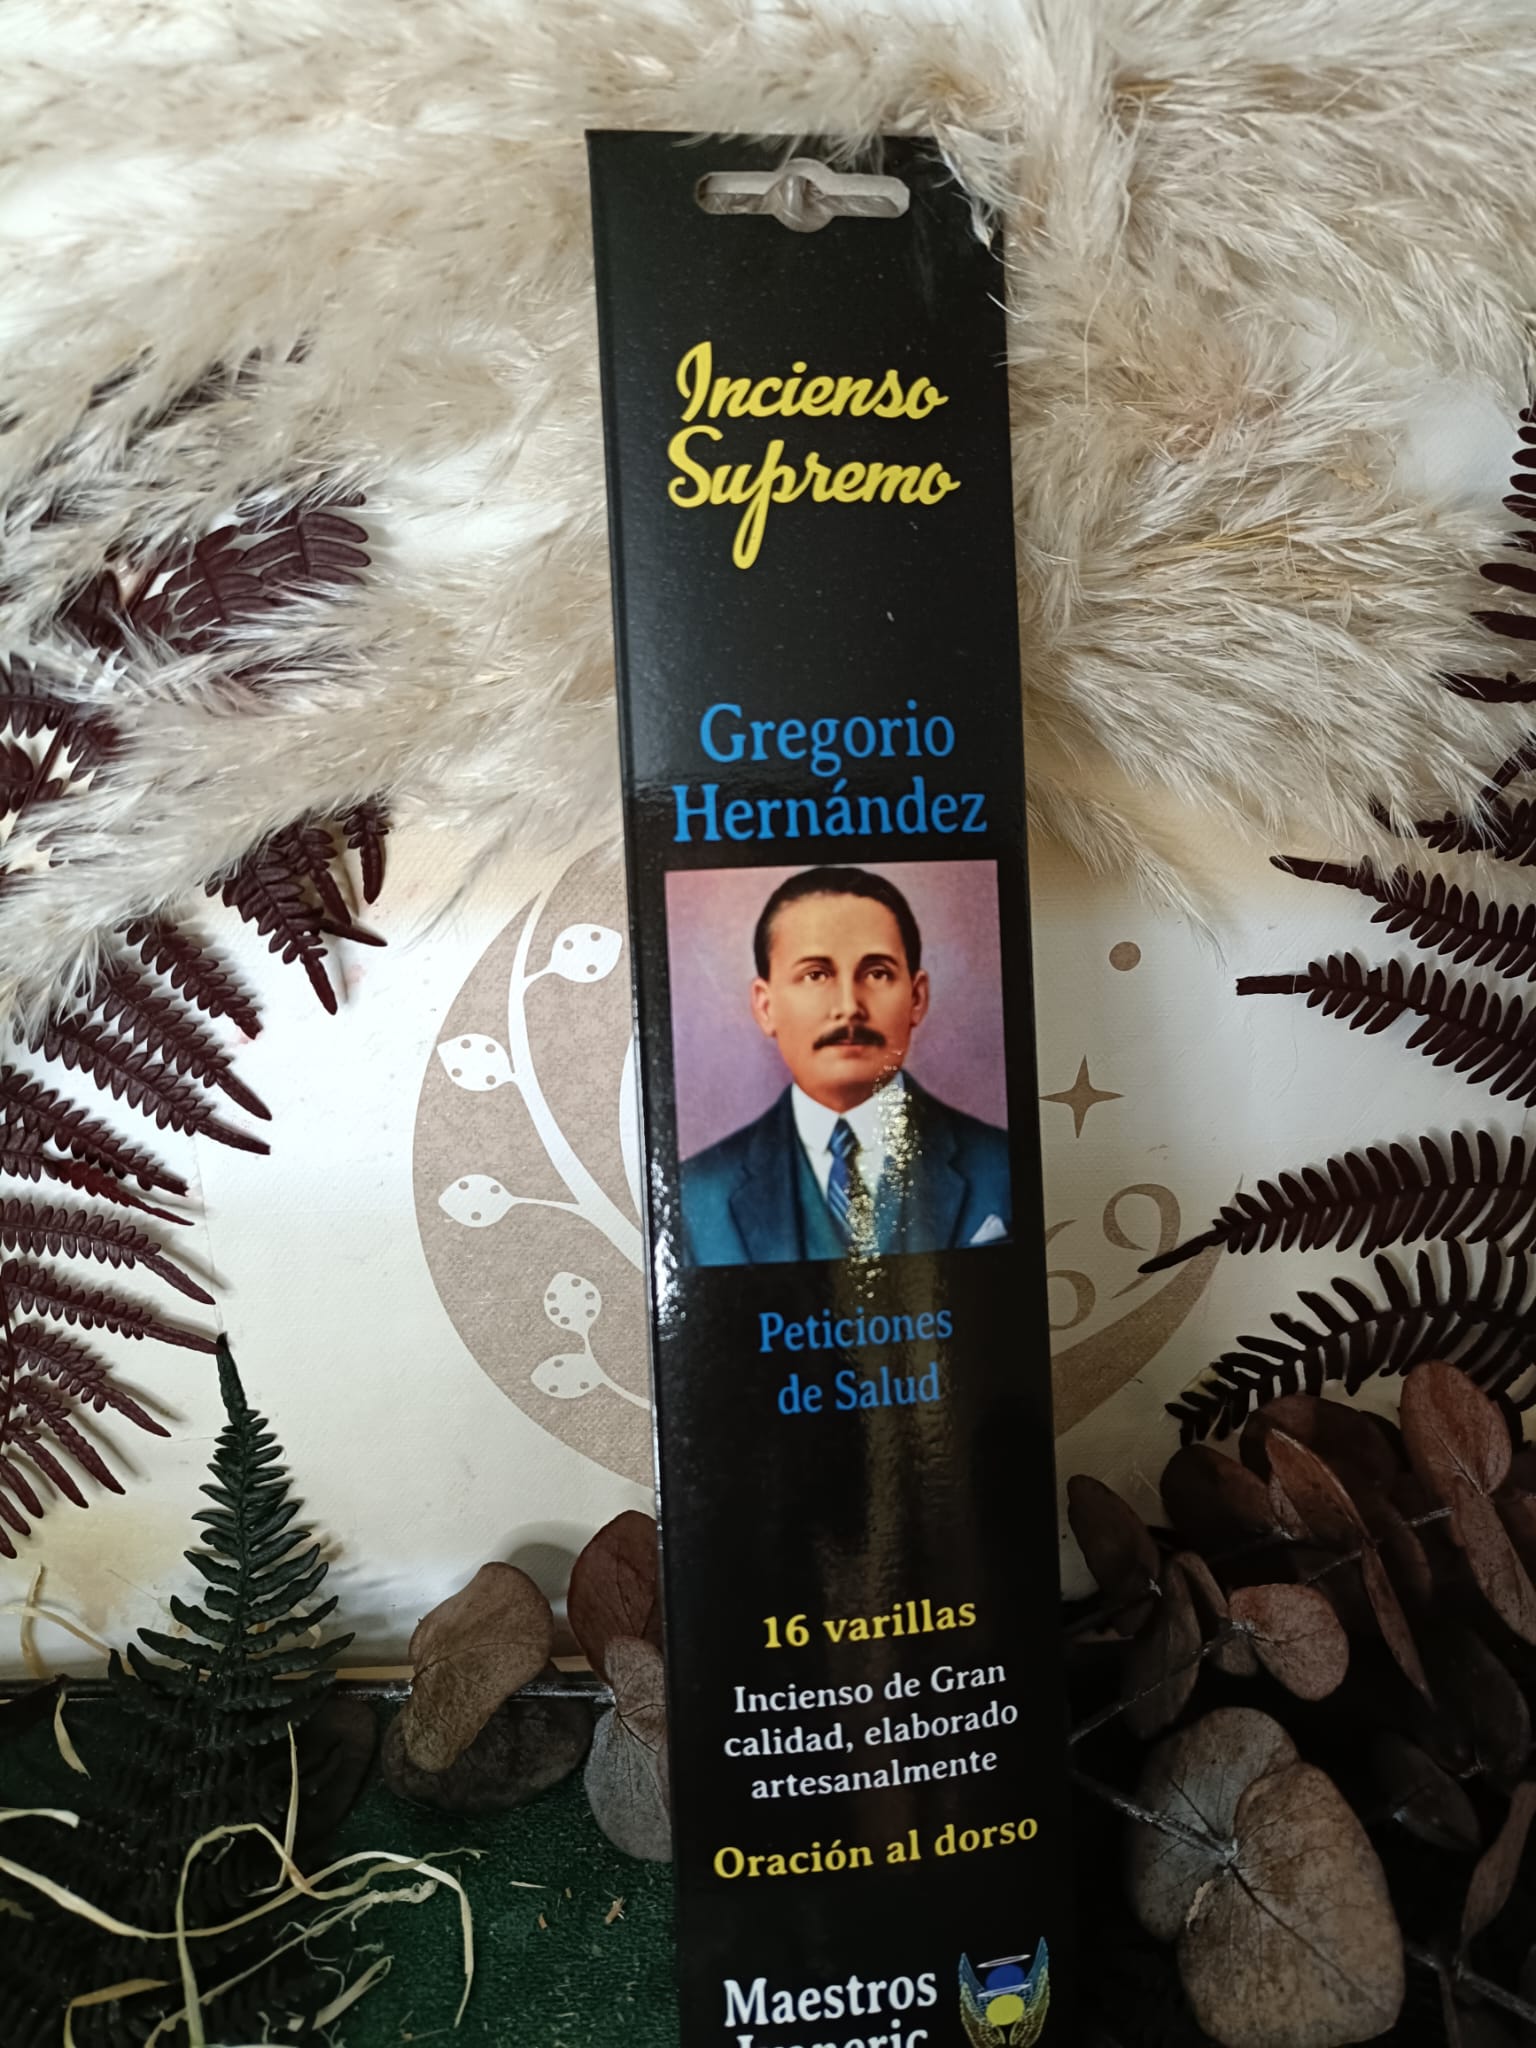 Incienso
Supremo
Gregorio
Hernández
Peticiones
de Salud
16 varillas
Incienso de Gran
calidad, elaborado
artesanalmente
Oración al dorso
Maestros